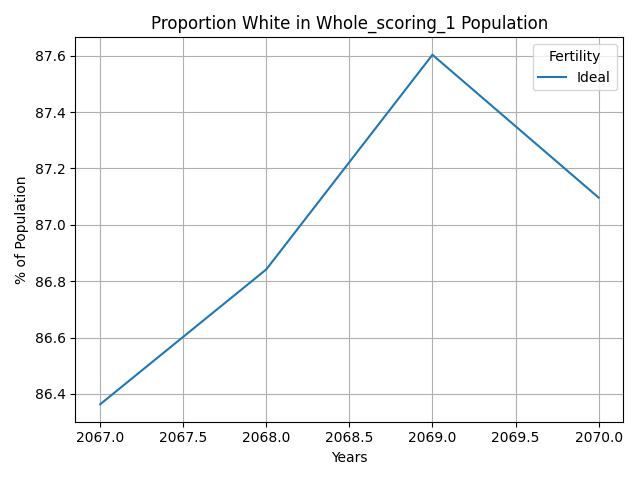 Proportion White in Whole_scoring_1 Population
Fertility
Ideal
87.6
87.4
87.2
87.0
86.8
86.6
86.4
% of Population
2067.0 2067.5 2068.0 2068.5 2069.0 2069.5 2070.0
Years